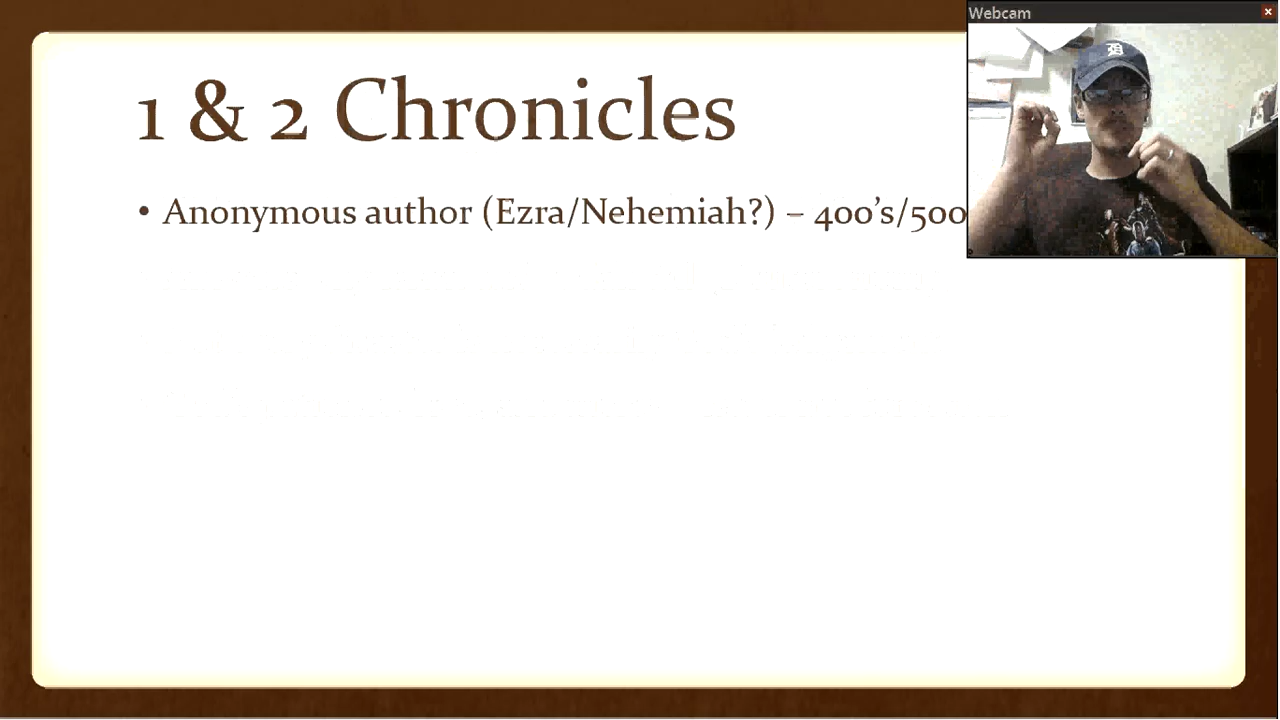 Webcam
1 & 2 Chronicles
• Anonymous author (Ezra/Nehemiah?) – 400's/500
D